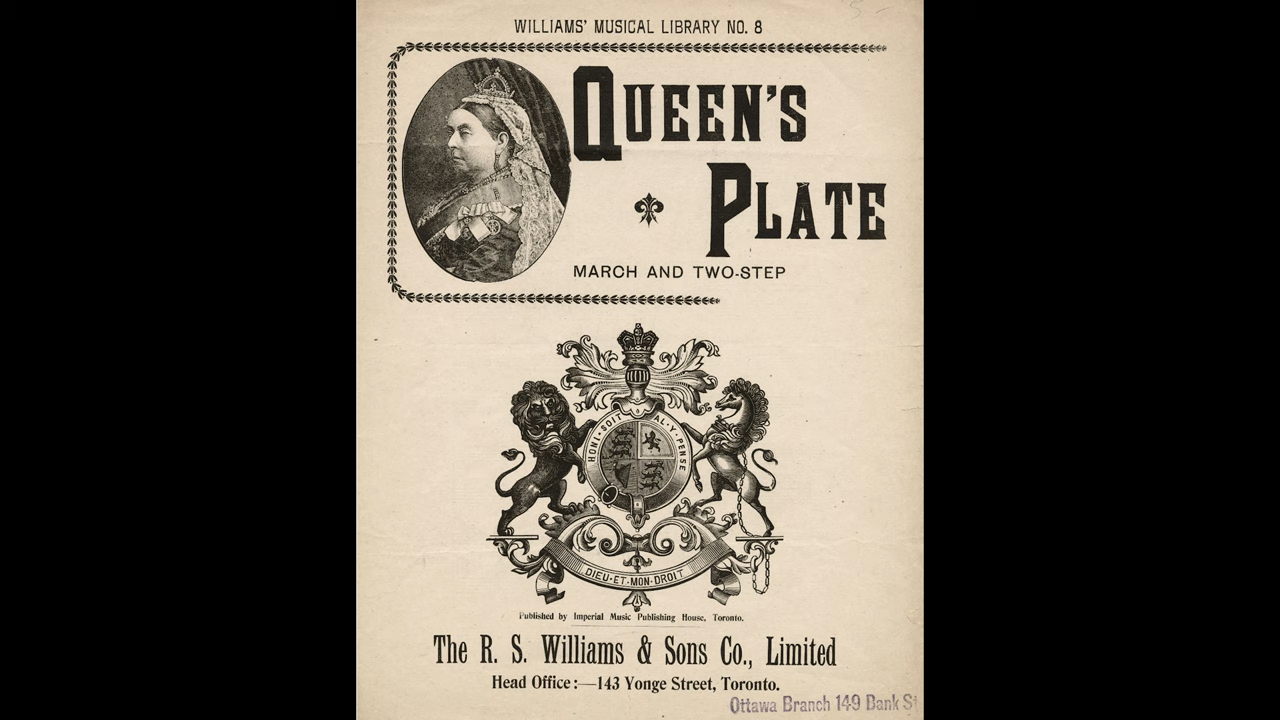 WILLIAMS' MUSICAL LIBRARY NO. 8
QUEEN'S
PLATE
MARCH AND TWO-STEP
HONI·SOIT AL·Y·PENSE
DIEU·ET·MON·DROIT
Published by Imperial Music Publishing House, Toronto.
The R. S. Williams & Sons Co., Limited
Head Office:—143 Yonge Street, Toronto.
Ottawa Branch 149 Bank St